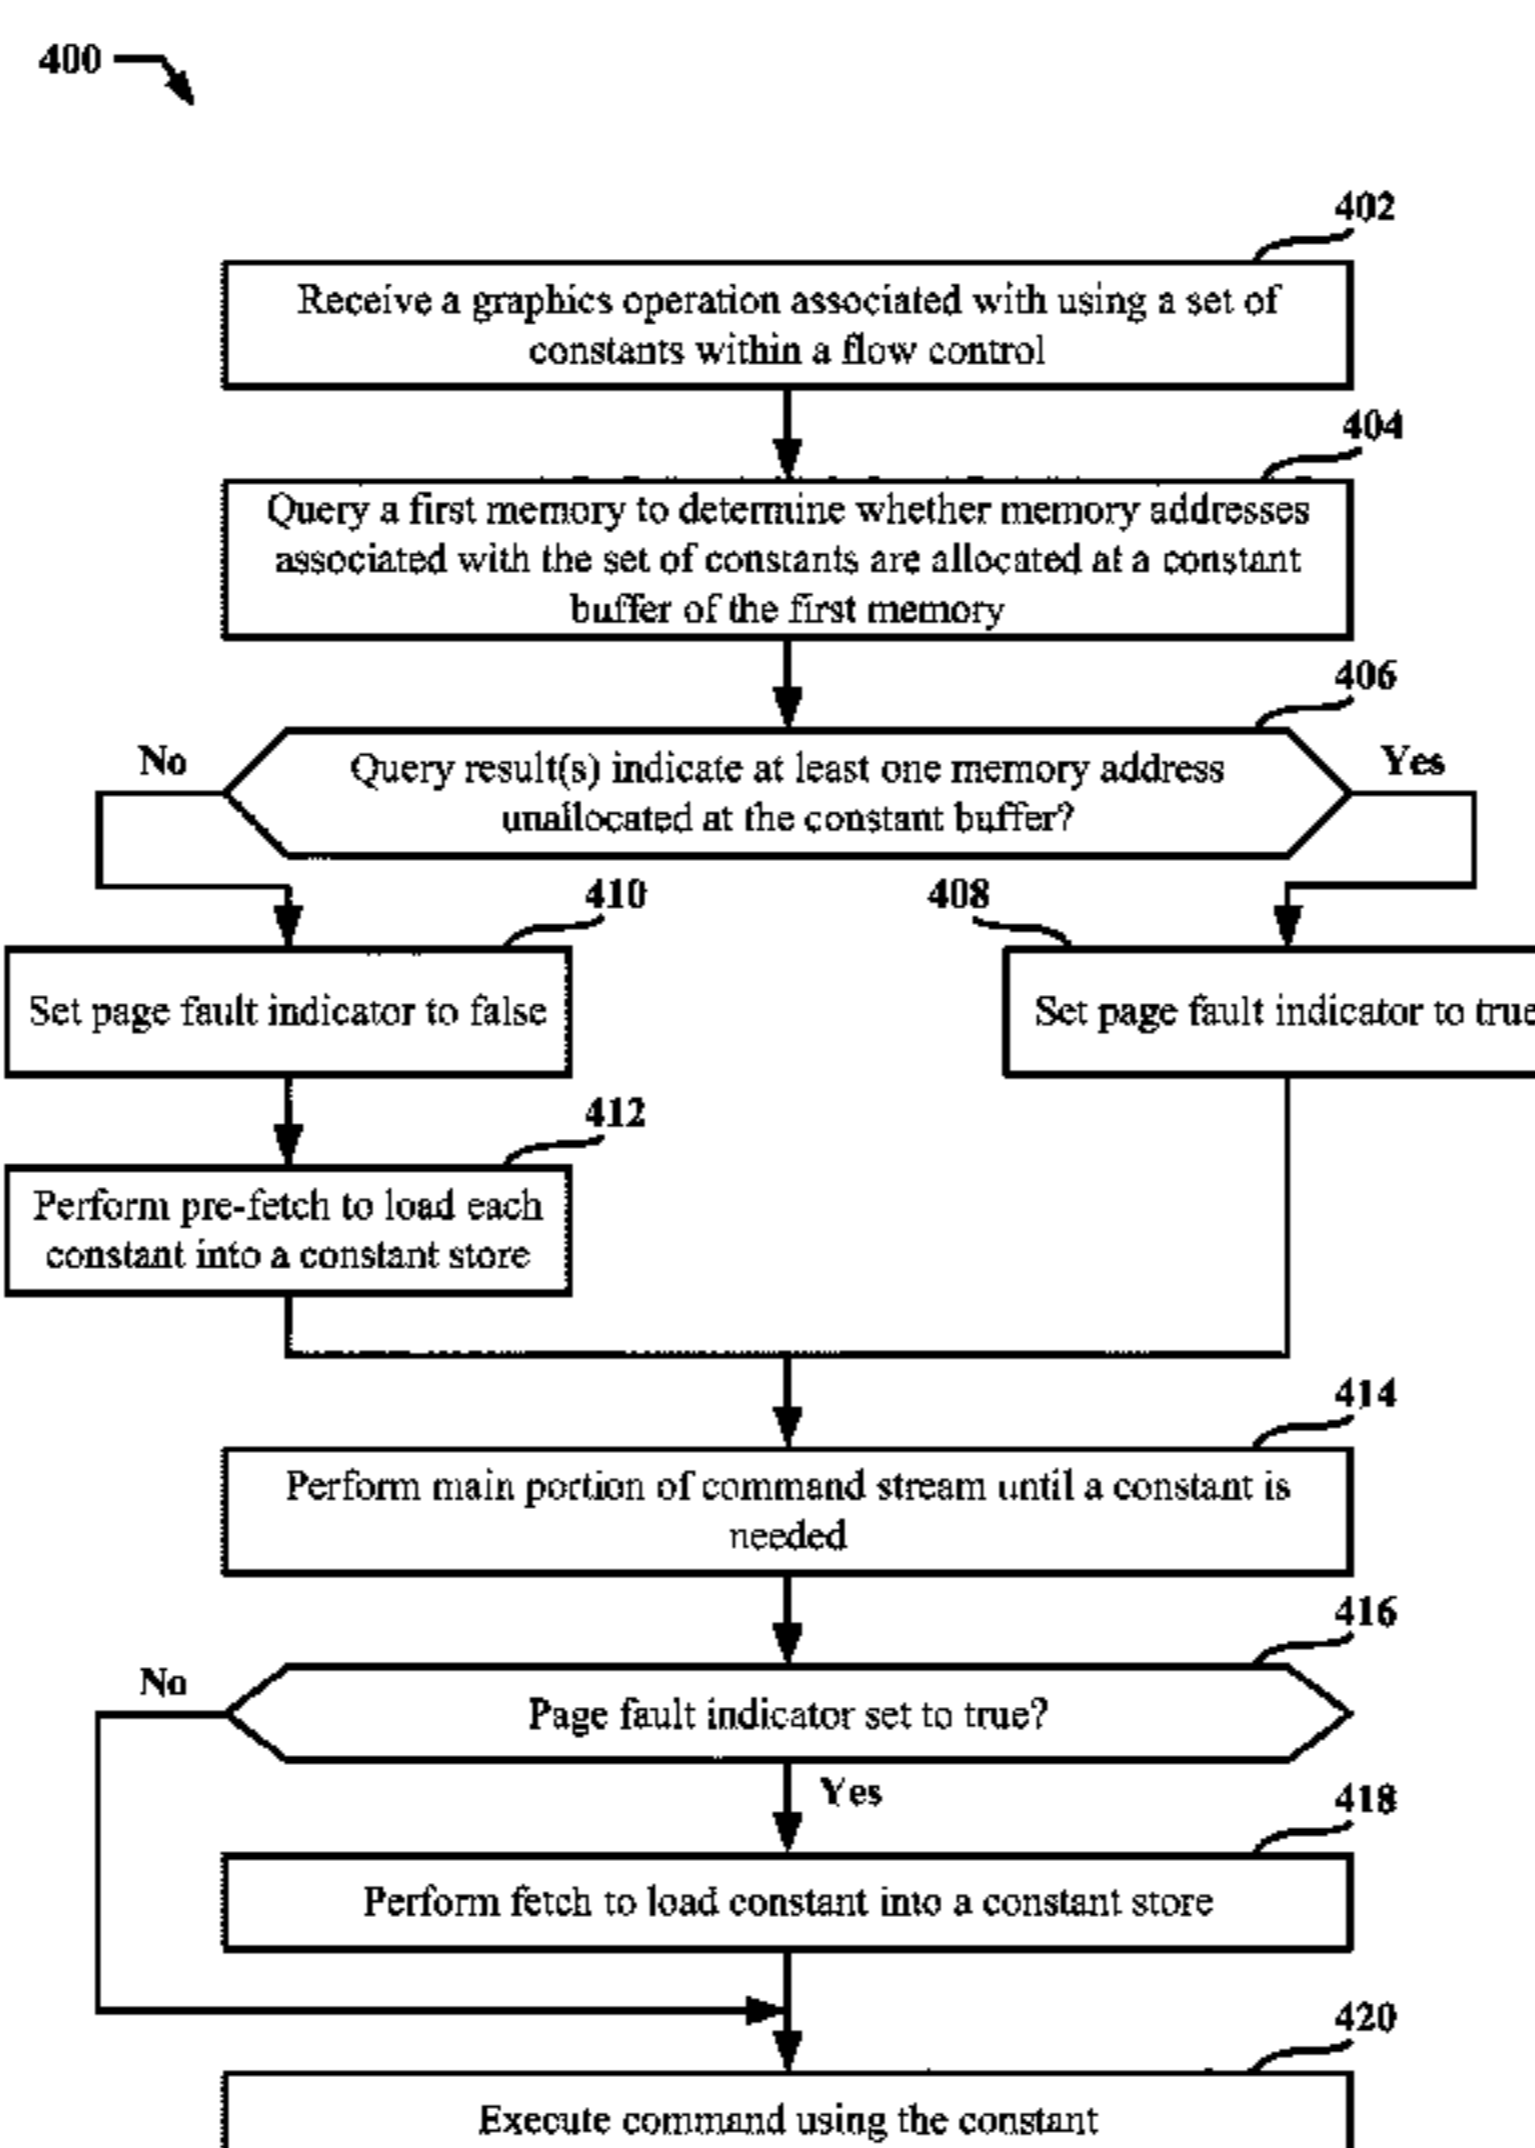 400
402
Receive a graphics operation associated with using a set of
constants within a flow control
404
Query a first memory to determine whether memory addresses
associated with the set of constants are allocated at a constant
buffer of the first memory
406
No
Query result(s) indicate at least one memory address
unallocated at the constant buffer?
Yes
410
408
Set page fault indicator to false
Set page fault indicator to true
412
Perform pre-fetch to load each
constant into a constant store
414
Perform main portion of command stream until a constant is
needed
416
No
Page fault indicator set to true?
Yes
418
Perform fetch to load constant into a constant store
420
Execute command using the constant